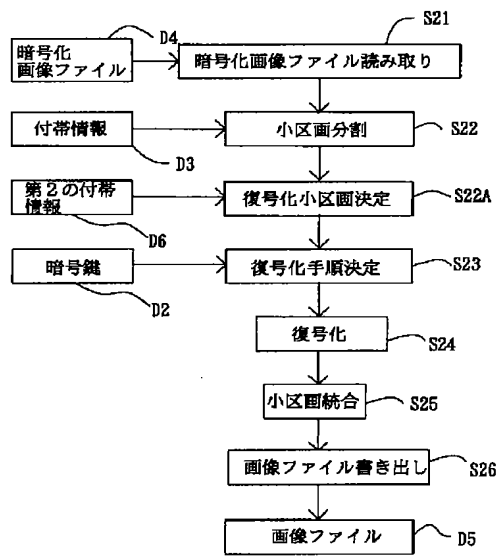 D4
S21
暗号化
画像ファイル
暗号化画像ファイル読み取り
付帯情報
小区画分割
D3
S22
第2の付帯
情報
復号化小区画決定
D6
S22A
暗号鍵
復号化手順決定
D2
S23
復号化
S24
小区画統合
S25
画像ファイル書き出し
S26
画像ファイル
D5